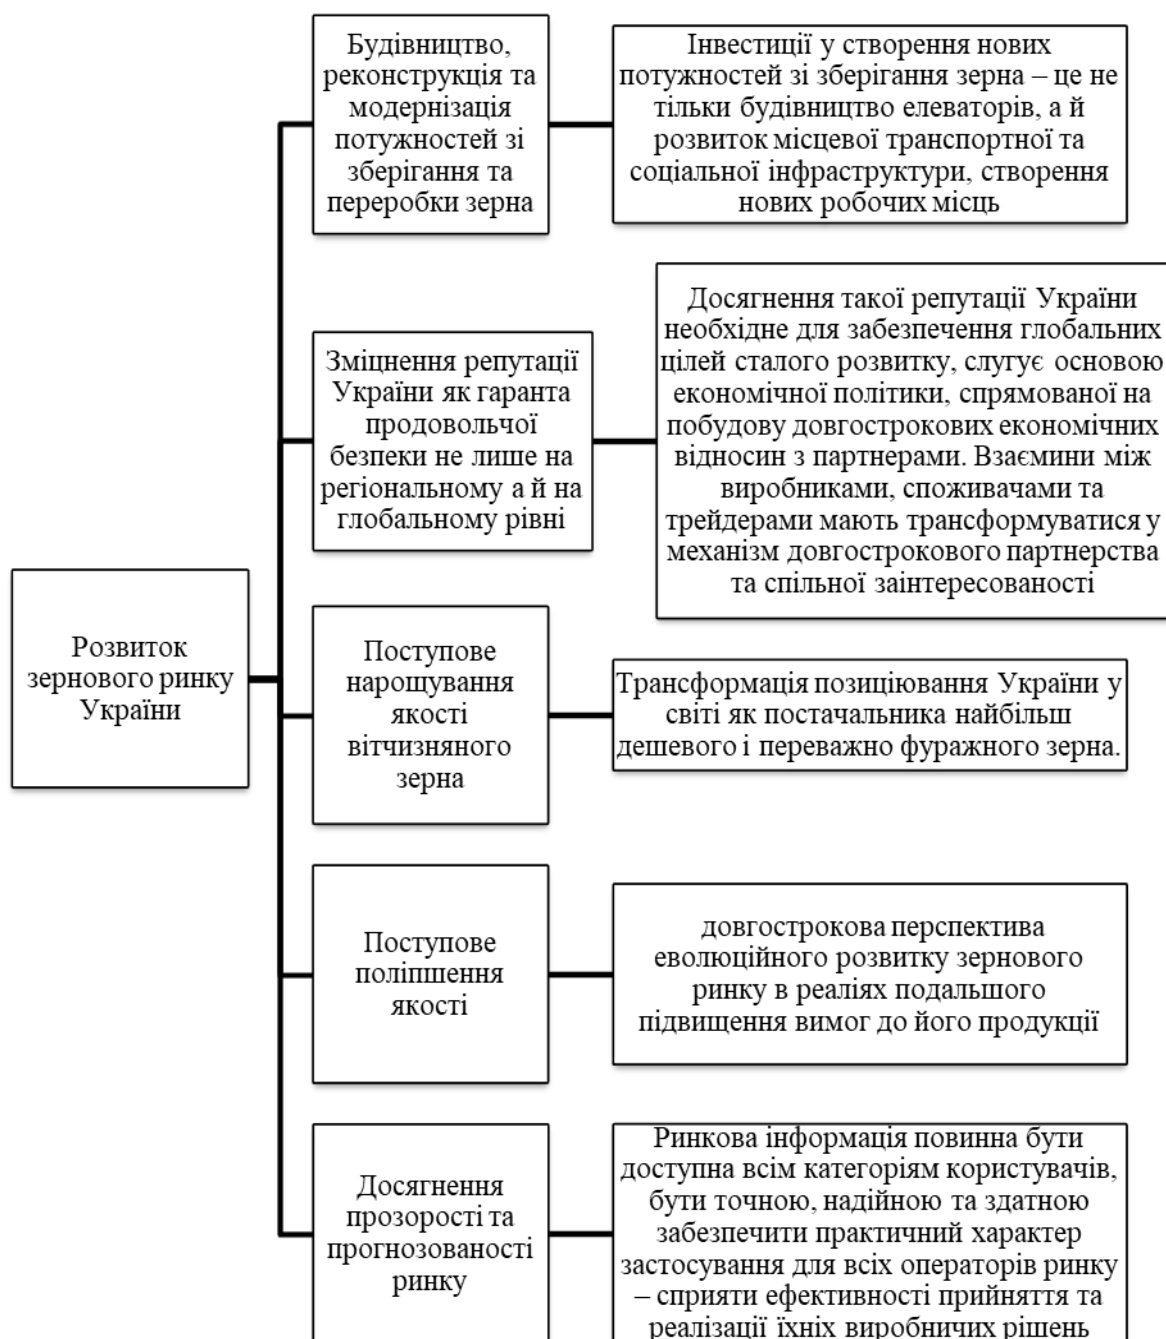 Розвиток
зернового ринку
України
Будівництво,
реконструкція та
модернізація
потужностей зі
зберігання та
переробки зерна
Інвестиції у створення нових
потужностей зі зберігання зерна – це не
тільки будівництво елеваторів, а й
розвиток місцевої транспортної та
соціальної інфраструктури, створення
нових робочих місць
Зміцнення репутації
України як гаранта
продовольчої
безпеки не лише на
регіональному а й на
глобальному рівні
Досягнення такої репутації України
необхідне для забезпечення глобальних
цілей сталого розвитку, слугує основою
економічної політики, спрямованої на
побудову довгострокових економічних
відносин з партнерами. Взаємини між
виробниками, споживачами та
трейдерами мають трансформуватися у
механізм довгострокового партнерства
та спільної заінтересованості
Поступове
нарощування
якості
вітчизняного
зерна
Трансформація позиціювання України у
світі як постачальника найбільш
дешевого і переважно фуражного зерна.
Поступове
поліпшення
якості
довгострокова перспектива
еволюційного розвитку зернового
ринку в реаліях подальшого
підвищення вимог до його продукції
Досягнення
прозорості та
прогнозованості
ринку
Ринкова інформація повинна бути
доступна всім категоріям користувачів,
бути точною, надійною та здатною
забезпечити практичний характер
застосування для всіх операторів ринку
– сприяти ефективності прийняття та
реалізації їхніх виробничих рішень